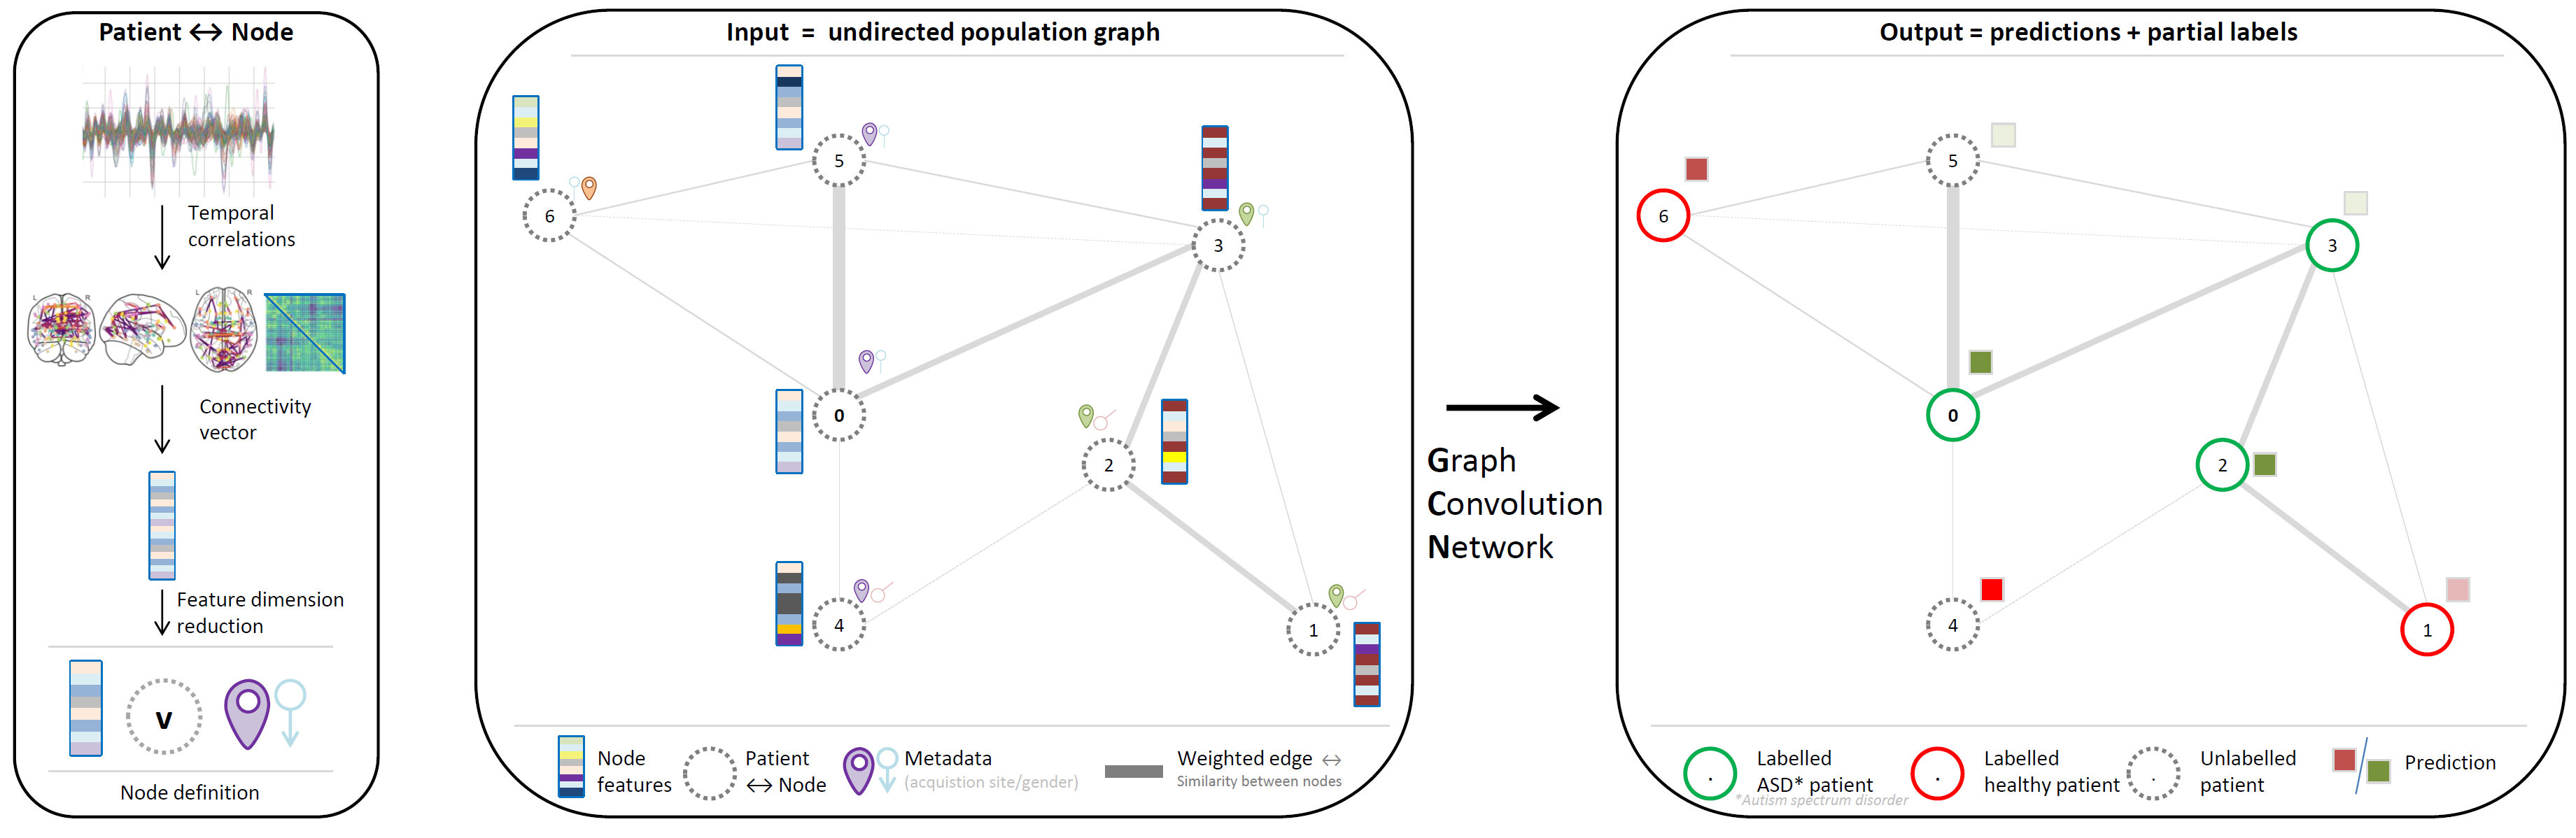 Patient ↔ Node
Temporal
correlations
L R
L R
Connectivity
vector
Feature dimension
reduction
v
Node definition
Input = undirected population graph
5
6
3
0
2
4
1
Node
features
Patient
↔ Node
Metadata
(acquistion site/gender)
Weighted edge ↔
Similarity between nodes
Graph
Convolution
Network
Output = predictions + partial labels
5
6
3
0
2
4
1
Labelled
ASD* patient
*Autism spectrum disorder
Labelled
healthy patient
Unlabelled
patient
Prediction